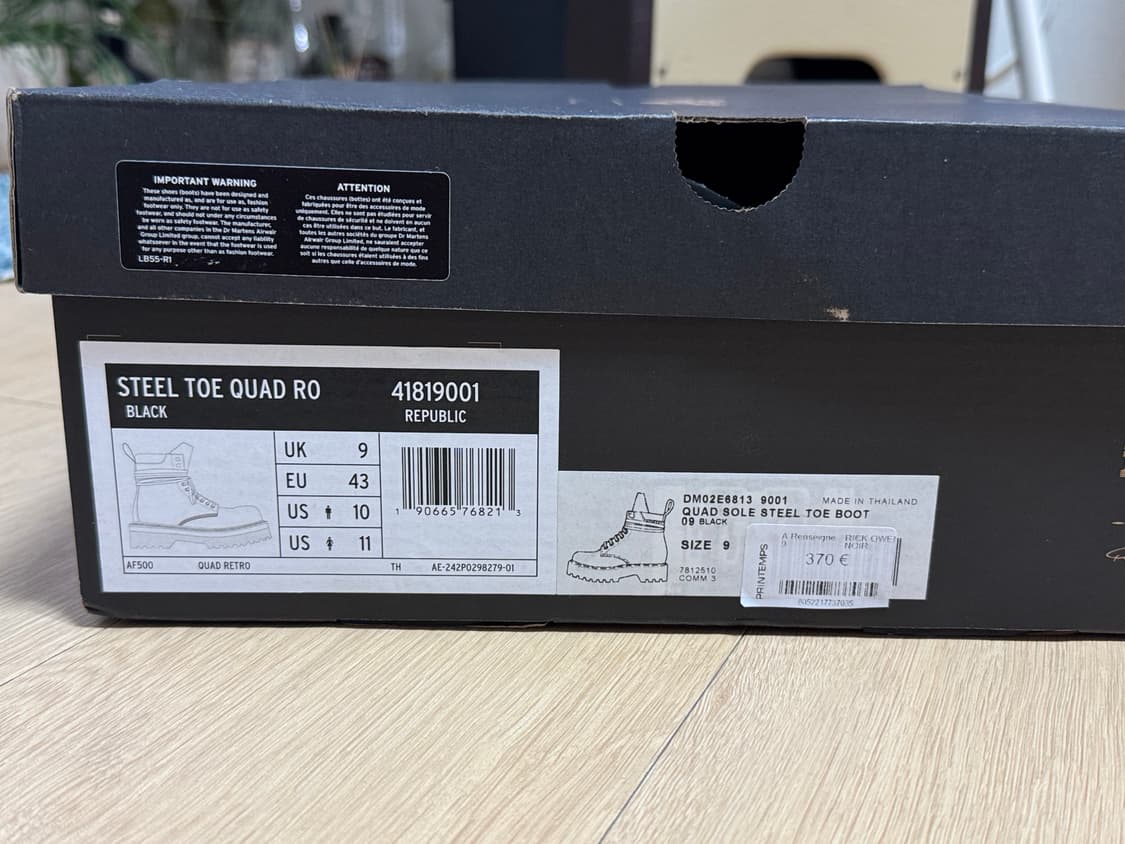 IMPORTANT WARNING
These shoes (boots) have been designed and
manufactured as, and are for use as, fashion
footwear only. They are not for use as safety
footwear, and should not under any circumstances
be worn as safety footwear. The manufacturer,
and all other companies in the Dr Martens Airwair
Group Limited group, cannot accept any liability
whatsoever in the event that the footwear is used
for any purpose other than as fashion footwear.
LB55-R1
ATTENTION
Ces chaussures (bottes) ont été conçues et
fabriquées pour être des accessoires de mode
uniquement. Elles ne sont pas étudiées pour servir
de chaussures de sécurité et ne doivent en aucun
cas être utilisées dans ce but. Le fabricant, et
toutes les autres sociétés du groupe Dr Martens
Airwair Group Limited, ne sauraient accepter
aucune responsabilité de quelque nature que ce
soit si les chaussures étaient utilisées à des fins
autres que celle d'accessoires de mode.
STEEL TOE QUAD RO 41819001
BLACK REPUBLIC
UK 9
EU 43
US 10
US 11
1 90665 76821 3
AF500 QUAD RETRO TH AE-242P0298279-01
DM02E6813 9001 MADE IN THAILAND
QUAD SOLE STEEL TOE BOOT
09 BLACK
SIZE 9
7812510
COMM 3
PRINTEMPS
A Renseigne RICK OWE
9 NOIR
370 €
8052217737035